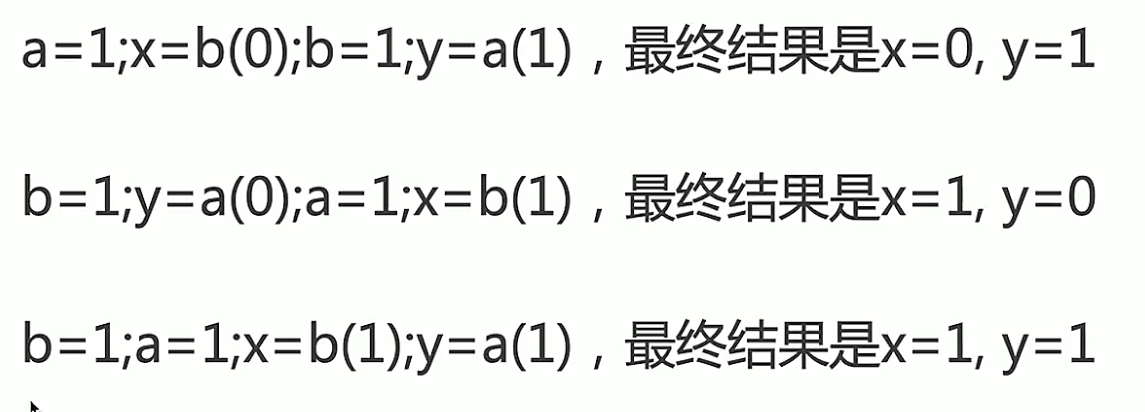 a=1;x=b(0);b=1;y=a(1)，最终结果是x=0, y=1
b=1;y=a(0);a=1;x=b(1)，最终结果是x=1, y=0
b=1;a=1;x=b(1);y=a(1)，最终结果是x=1, y=1